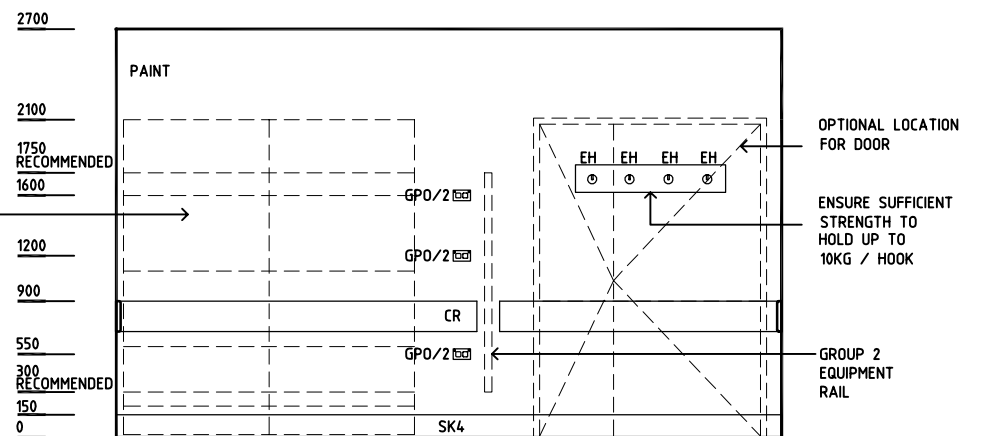 2700
PAINT
2100
1750
RECOMMENDED
1600
1200
900
550
300
RECOMMENDED
150
0
GPO/2
GPO/2
CR
GPO/2
SK4
EH EH EH EH
OPTIONAL LOCATION
FOR DOOR
ENSURE SUFFICIENT
STRENGTH TO
HOLD UP TO
10KG / HOOK
GROUP 2
EQUIPMENT
RAIL